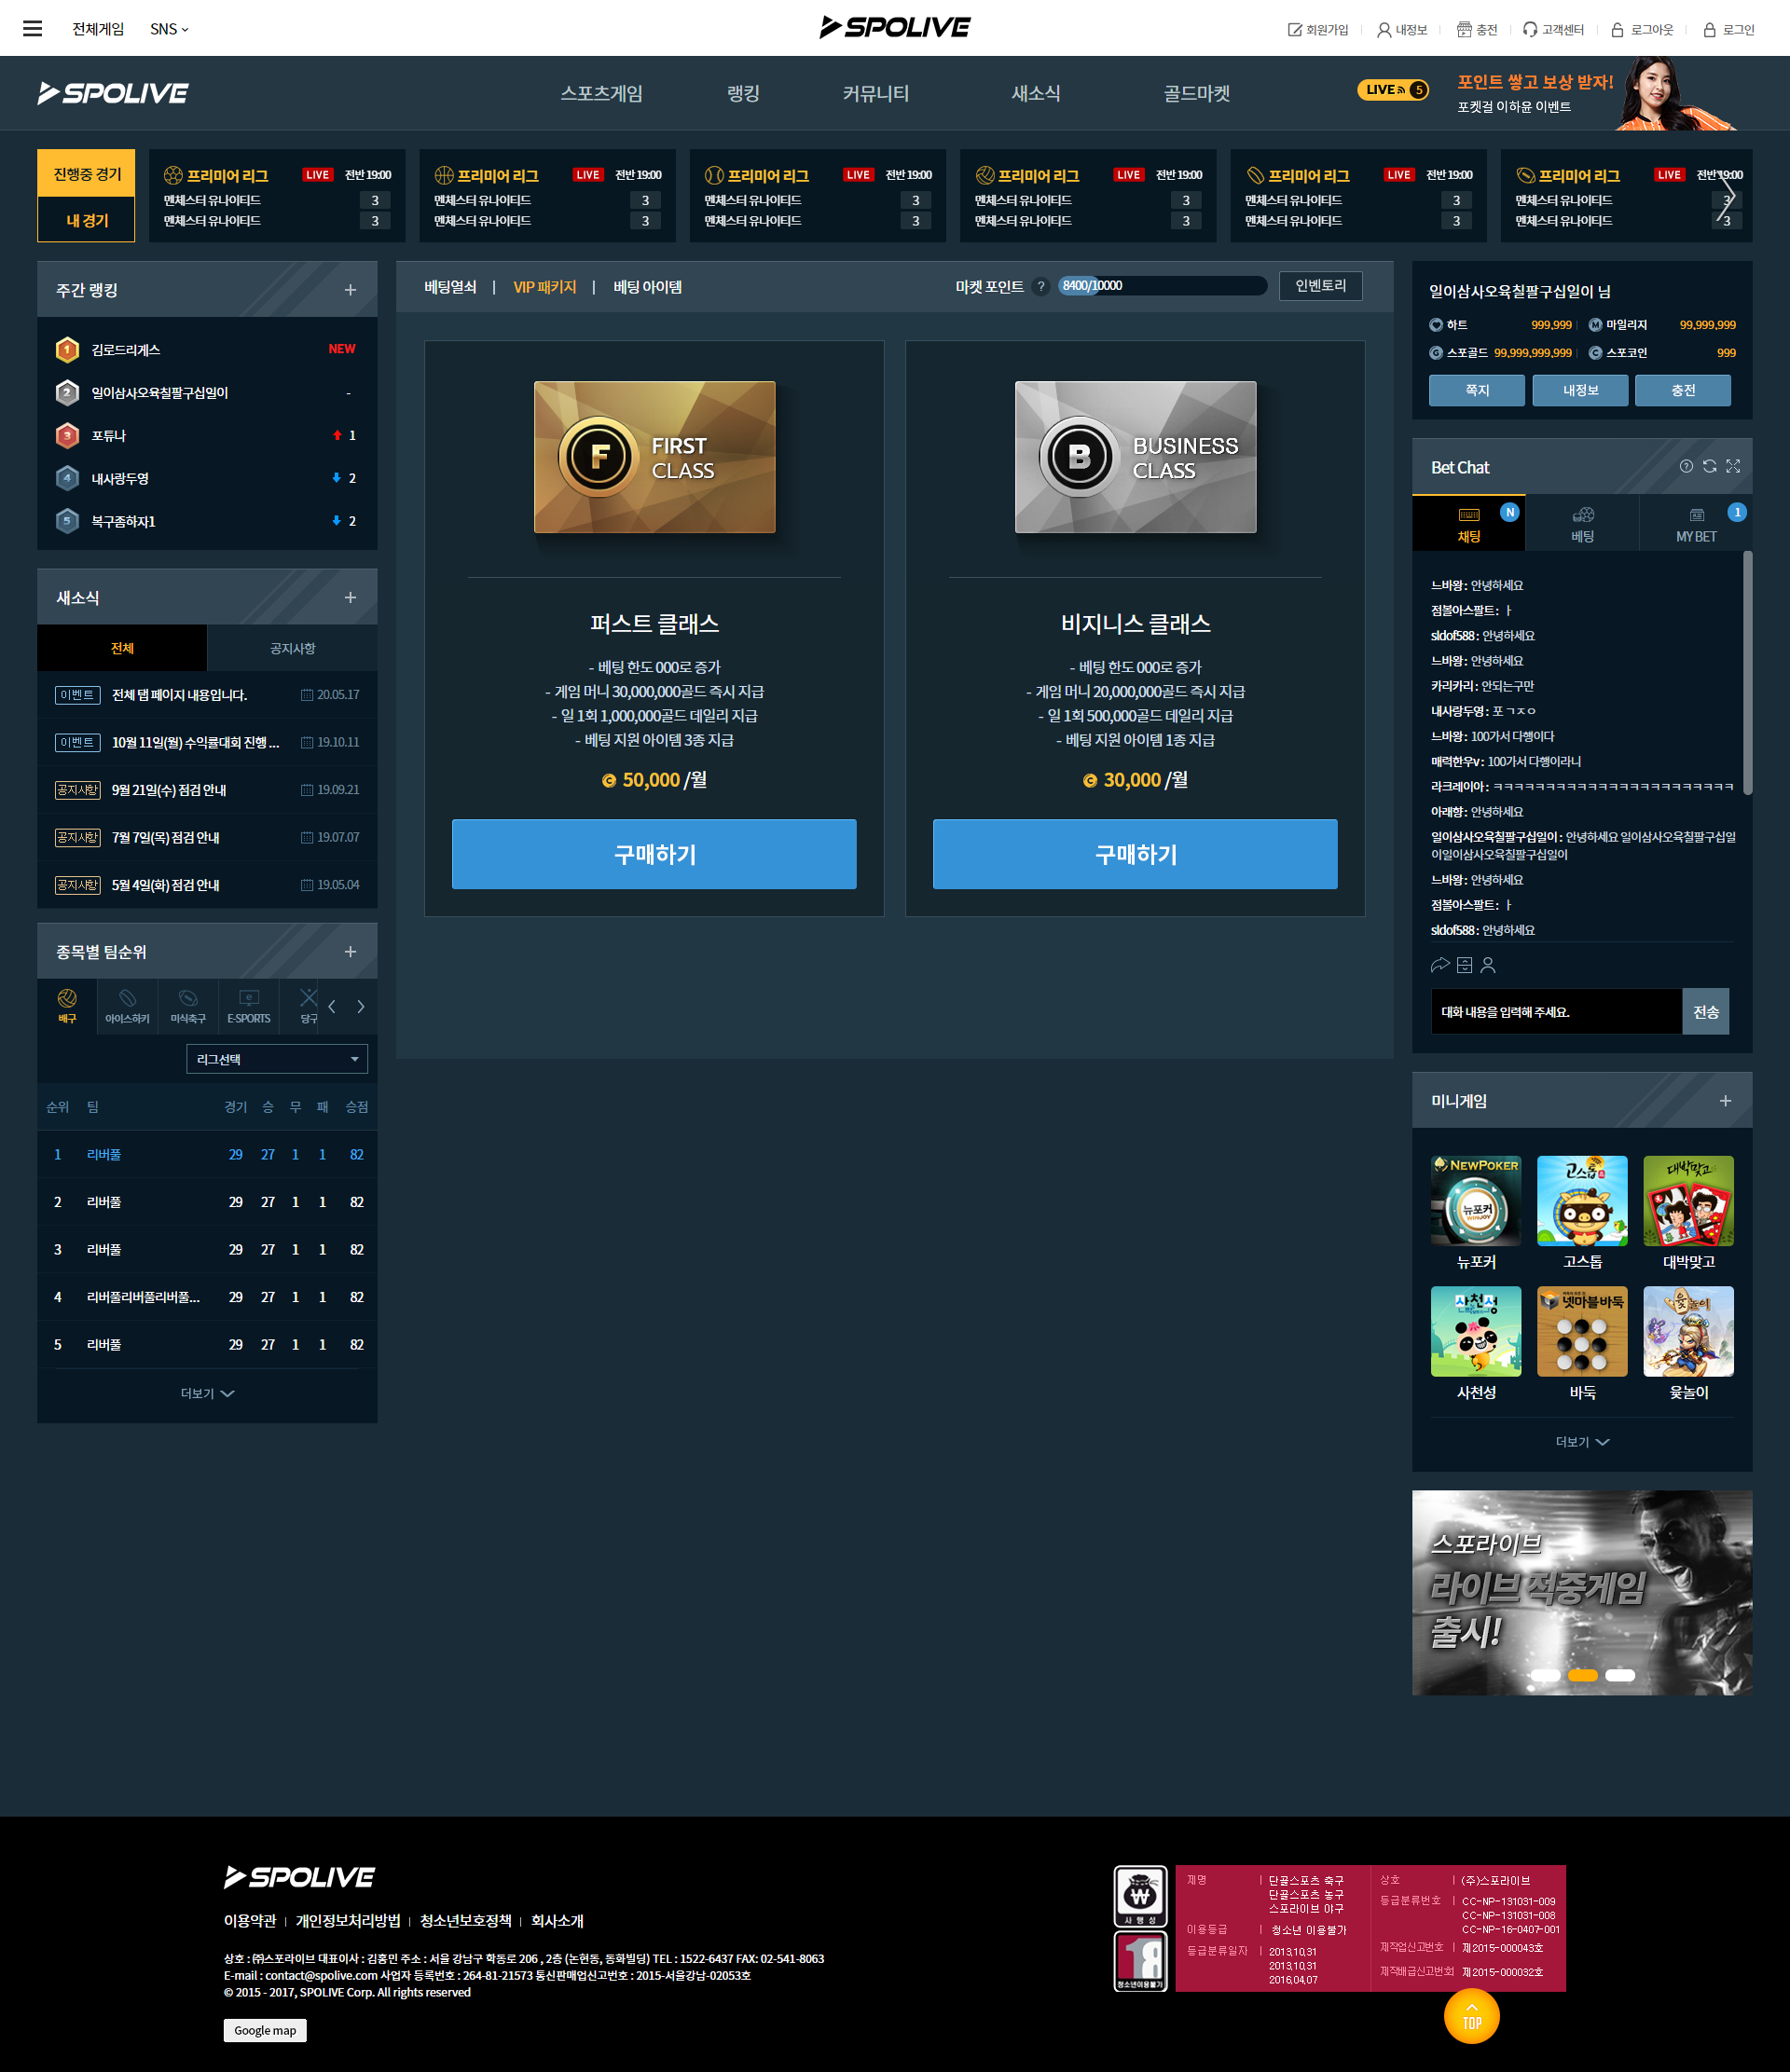 전체게임 SNS
SPOLIVE
회원가입 내정보 충전 고객센터 로그아웃 로그인
SPOLIVE
스포츠게임 랭킹 커뮤니티 새소식 골드마켓
LIVE 5
포인트 쌓고 보상 받자!
포켓걸 이하윤 이벤트
진행중 경기
내 경기
프리미어 리그 LIVE 전반 19:00
멘체스터 유나이티드 3
멘체스터 유나이티드 3
프리미어 리그 LIVE 전반 19:00
멘체스터 유나이티드 3
멘체스터 유나이티드 3
프리미어 리그 LIVE 전반 19:00
멘체스터 유나이티드 3
멘체스터 유나이티드 3
프리미어 리그 LIVE 전반 19:00
멘체스터 유나이티드 3
멘체스터 유나이티드 3
프리미어 리그 LIVE 전반 19:00
멘체스터 유나이티드 3
멘체스터 유나이티드 3
프리미어 리그 LIVE 전반 19:00
멘체스터 유나이티드 3
멘체스터 유나이티드 3
주간 랭킹 +
1 김로드리게스 NEW
2 일이삼사오육칠팔구십일이 -
3 포튜나 1
4 내사랑두영 2
5 복구좀하자1 2
새소식 +
전체 공지사항
이벤트 전체 탭 페이지 내용입니다. 20.05.17
이벤트 10월 11일(월) 수익률대회 진행 ... 19.10.11
공지사항 9월 21일(수) 점검 안내 19.09.21
공지사항 7월 7일(목) 점검 안내 19.07.07
공지사항 5월 4일(화) 점검 안내 19.05.04
종목별 팀순위 +
배구 아이스하키 미식축구 E-SPORTS 당구
리그선택
순위 팀 경기 승 무 패 승점
1 리버풀 29 27 1 1 82
2 리버풀 29 27 1 1 82
3 리버풀 29 27 1 1 82
4 리버풀리버풀리버풀... 29 27 1 1 82
5 리버풀 29 27 1 1 82
더보기
베팅열쇠 | VIP 패키지 | 베팅 아이템
마켓 포인트 ? 8400/10000 인벤토리
F FIRST
CLASS
퍼스트 클래스
- 베팅 한도 000로 증가
- 게임 머니 30,000,000골드 즉시 지급
- 일 1회 1,000,000골드 데일리 지급
- 베팅 지원 아이템 3종 지급
C 50,000 /월
구매하기
B BUSINESS
CLASS
비지니스 클래스
- 베팅 한도 000로 증가
- 게임 머니 20,000,000골드 즉시 지급
- 일 1회 500,000골드 데일리 지급
- 베팅 지원 아이템 1종 지급
C 30,000 /월
구매하기
일이삼사오육칠팔구십일이 님
하트 999,999 M 마일리지 99,999,999
G 스포골드 99,999,999,999 C 스포코인 999
쪽지 내정보 충전
Bet Chat
채팅 N 베팅 MY BET 1
느바왕 : 안녕하세요
점볼아스팔트 : ㅏ
sldof588 : 안녕하세요
느바왕 : 안녕하세요
카리카리 : 안되는구만
내사랑두영 : 포 ㄱㅈㅇ
느바왕 : 100가서 다행이다
매력한우v : 100가서 다행이라니
라크레이아 : ㅋㅋㅋㅋㅋㅋㅋㅋㅋㅋㅋㅋㅋㅋㅋㅋㅋㅋㅋㅋㅋㅋㅋ
아래향 : 안녕하세요
일이삼사오육칠팔구십일이 : 안녕하세요 일이삼사오육칠팔구십일
이일이삼사오육칠팔구십일이
느바왕 : 안녕하세요
점볼아스팔트 : ㅏ
sldof588 : 안녕하세요
대화 내용을 입력해 주세요. 전송
미니게임 +
NEWPOKER
뉴포커
WINJOY
고스톱
대박맞고
뉴포커 고스톱 대박맞고
사천성
넷마블바둑
윷놀이
사천성 바둑 윷놀이
더보기
스포라이브
라이브 적중게임
출시!
SPOLIVE
이용약관 | 개인정보처리방법 | 청소년보호정책 | 회사소개
상호 : ㈜스포라이브 대표이사 : 김홍민 주소 : 서울 강남구 학동로 206 , 2층 (논현동, 동화빌딩) TEL : 1522-6437 FAX: 02-541-8063
E-mail : contact@spolive.com 사업자 등록번호 : 264-81-21573 통신판매업신고번호 : 2015-서울강남-02053호
© 2015 - 2017, SPOLIVE Corp. All rights reserved
Google map
사행성
18
청소년이용불가
제명 | 단골스포츠 축구
단골스포츠 농구
스포라이브 야구
이용등급 | 청소년 이용불가
등급분류일자 | 2013,10,31
2013,10,31
2016,04,07
상호 | (주)스포라이브
등급분류번호 | CC-NP-131031-009
CC-NP-131031-008
CC-NP-16-0407-001
제작업신고번호 | 제2015-000043호
제작배급신고번호 | 제2015-000032호
TOP